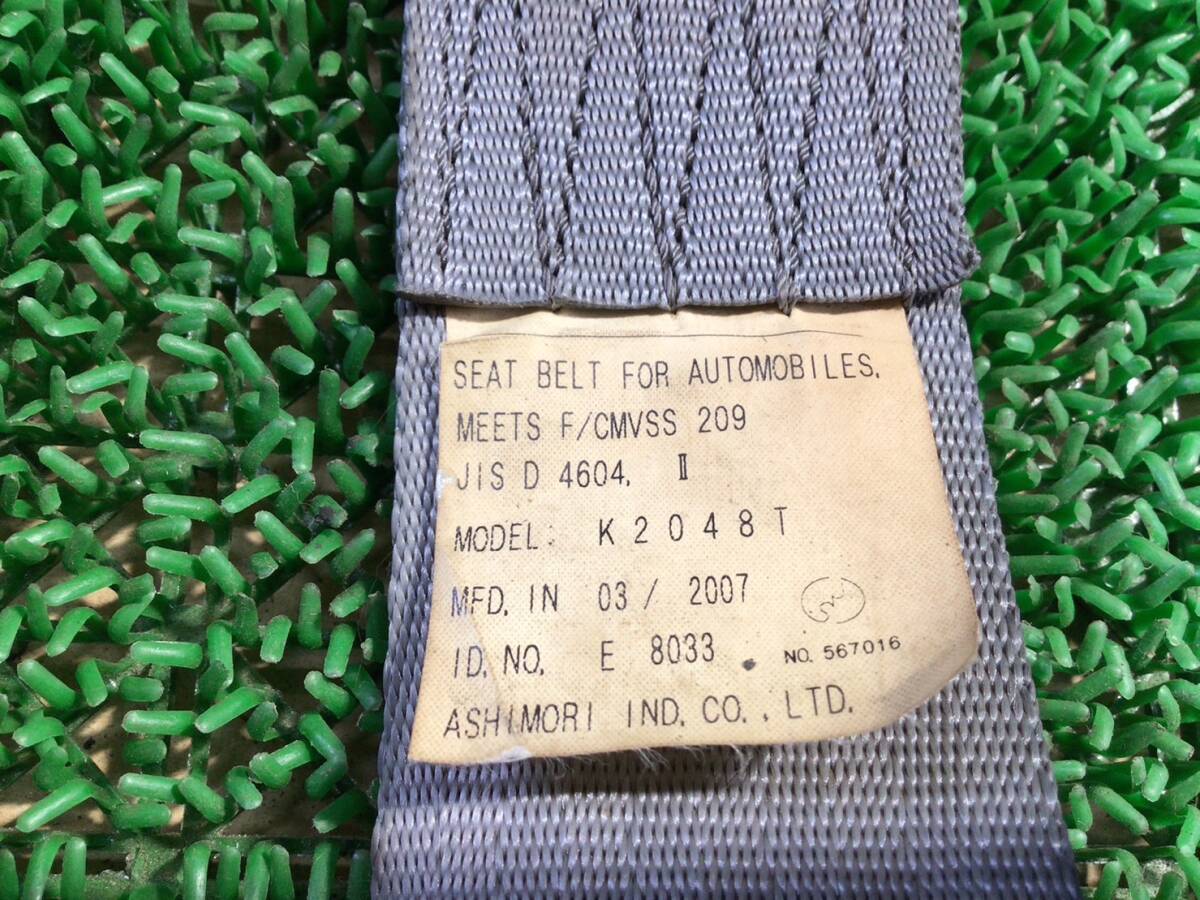 SEAT BELT FOR AUTOMOBILES.
MEETS F/CMVSS 209
JIS D 4604. Ⅱ
MODEL: K2048T
MFD. IN 03/ 2007
ID. NO. E 8033 NO. 567016
ASHIMORI IND. CO., LTD.